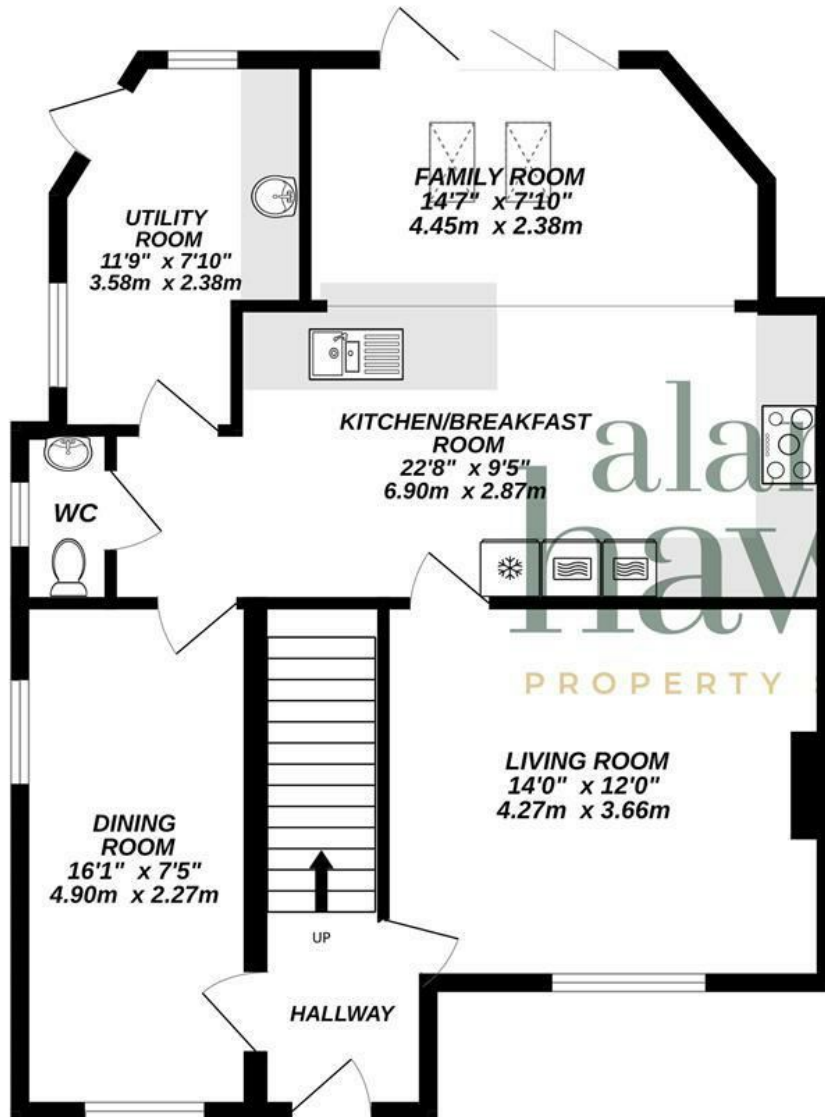 FAMILY ROOM
14'7" x 7'10"
4.45m x 2.38m
UTILITY
ROOM
11'9" x 7'10"
3.58m x 2.38m
KITCHEN/BREAKFAST
ROOM
22'8" x 9'5"
6.90m x 2.87m
WC
PROPERTY
LIVING ROOM
14'0" x 12'0"
4.27m x 3.66m
DINING
ROOM
16'1" x 7'5"
4.90m x 2.27m
UP
HALLWAY